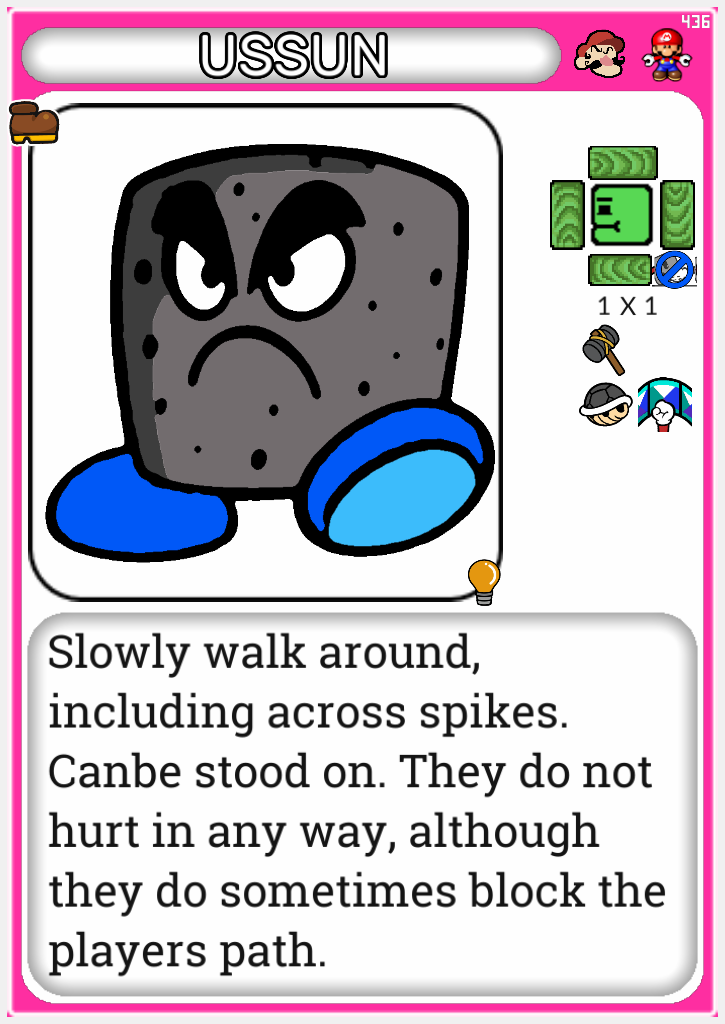 436
USSUN
1 X 1
Slowly walk around,
including across spikes.
Canbe stood on. They do not
hurt in any way, although
they do sometimes block the
players path.